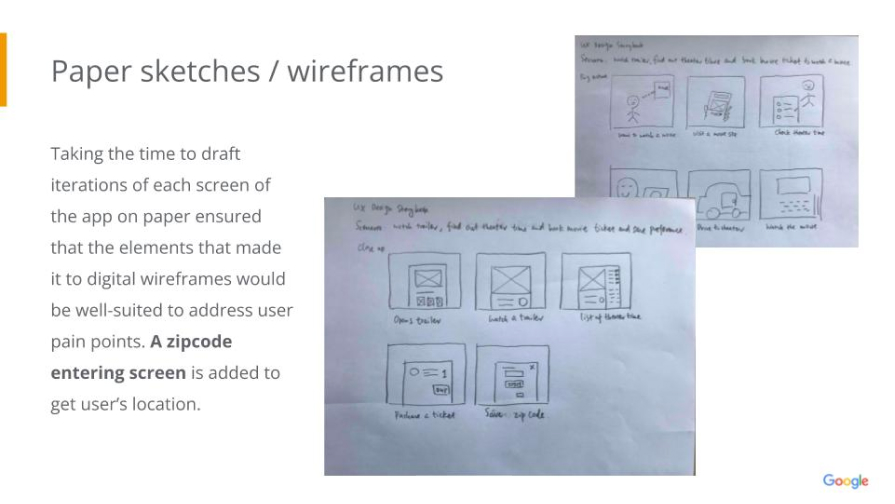 Paper sketches / wireframes
Taking the time to draft
iterations of each screen of
the app on paper ensured
that the elements that made
it to digital wireframes would
be well-suited to address user
pain points. A zipcode
entering screen is added to
get user's location.
UX Design Storyboard
Scenario: watch trailer, find out theater time and book movie ticket to watch a movie
Big picture
Want to watch a movie
Visit a movie site
Check theater time
Drive to theater
Watch the movie
UX Design Storyboard
Scenario: watch trailer, find out theater time and book movie ticket and save preference
Close up
Opens trailer
Watch a trailer
list of theater time
Purchase a ticket
Save zip code
Google